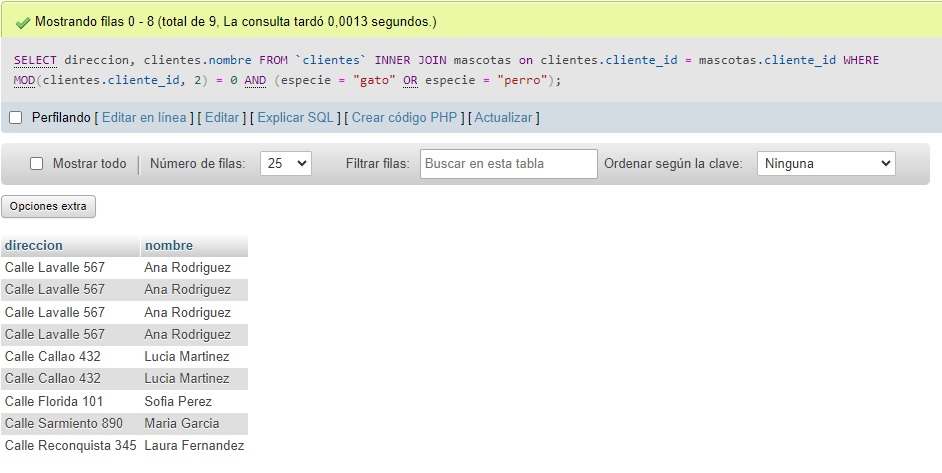 Mostrando filas 0 - 8 (total de 9, La consulta tardó 0,0013 segundos.)
SELECT direccion, clientes.nombre FROM `clientes` INNER JOIN mascotas on clientes.cliente_id = mascotas.cliente_id WHERE
MOD(clientes.cliente_id, 2) = 0 AND (especie = "gato" OR especie = "perro");
Perfilando [ Editar en línea ] [ Editar ] [ Explicar SQL ] [ Crear código PHP ] [ Actualizar ]
Mostrar todo | Número de filas: 25 Filtrar filas: Buscar en esta tabla Ordenar según la clave: Ninguna
Opciones extra
direccion nombre
Calle Lavalle 567 Ana Rodriguez
Calle Lavalle 567 Ana Rodriguez
Calle Lavalle 567 Ana Rodriguez
Calle Lavalle 567 Ana Rodriguez
Calle Callao 432 Lucia Martinez
Calle Callao 432 Lucia Martinez
Calle Florida 101 Sofia Perez
Calle Sarmiento 890 Maria Garcia
Calle Reconquista 345 Laura Fernandez